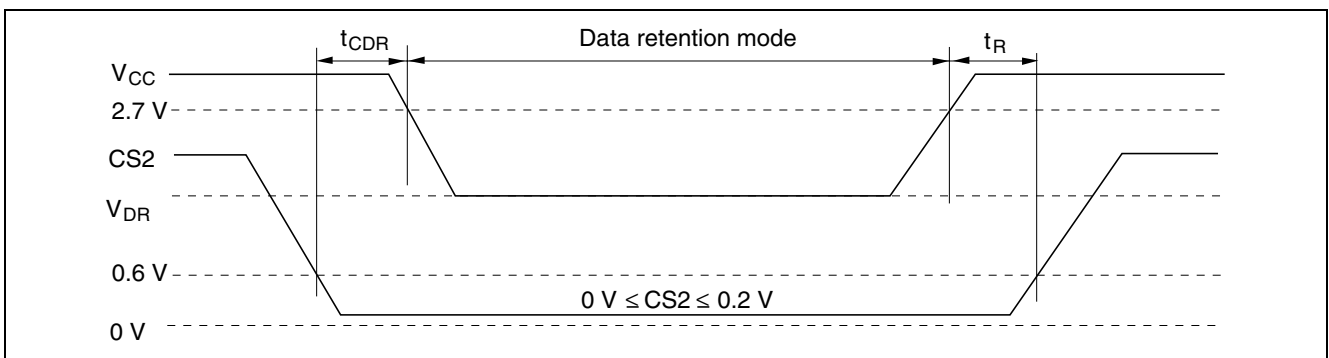 tCDR Data retention mode tR
VCC
2.7 V
CS2
VDR
0.6 V
0 V ≤ CS2 ≤ 0.2 V
0 V